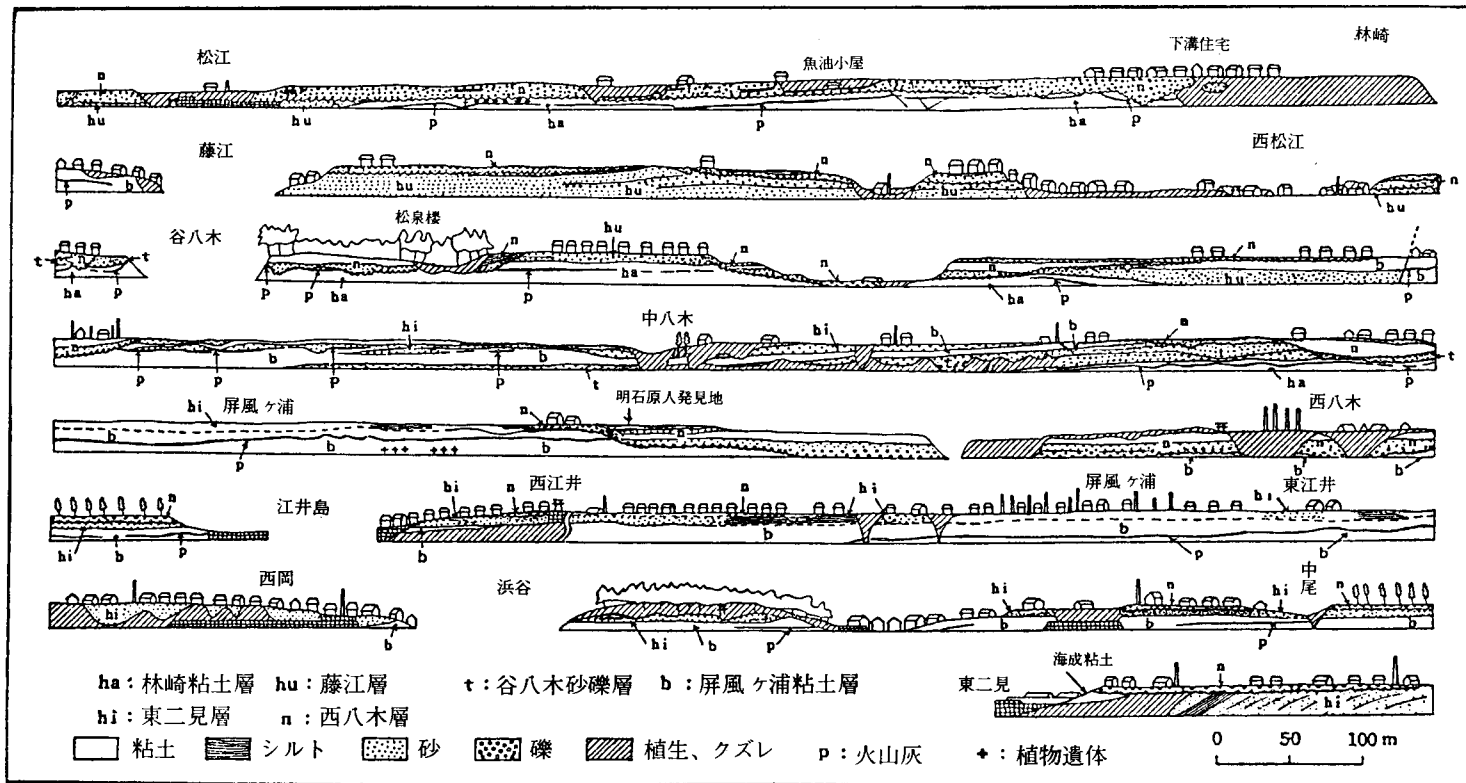 松江 魚油小屋 下溝住宅 林崎
n n n
hu hu p ha p ha p
藤江 西松江
n n n n
b hu hu hu hu
p
谷八木 松泉楼 hu
t n t n n n n n b
ha b
hu
ha p p p ha p ha p p
中八木
n hi b hi b b n n
t
p p p p t p ha p
屏風ヶ浦 明石原人発見地 西八木
hi n n n n n
b b b
p b b b
江井島 西江井 屏風ヶ浦 東江井
n hi n n hi hi
b
hi b p b p b
西岡 浜谷 中尾
hi n hi n
hi b b b
b hi b p p
海成粘土 n
東二見 hi
ha：林崎粘土層 hu：藤江層 t：谷八木砂礫層 b：屏風ヶ浦粘土層
hi：東二見層 n：西八木層
粘土 シルト 砂 礫 植生、クズレ p：火山灰 +：植物遺体
0 50 100 m